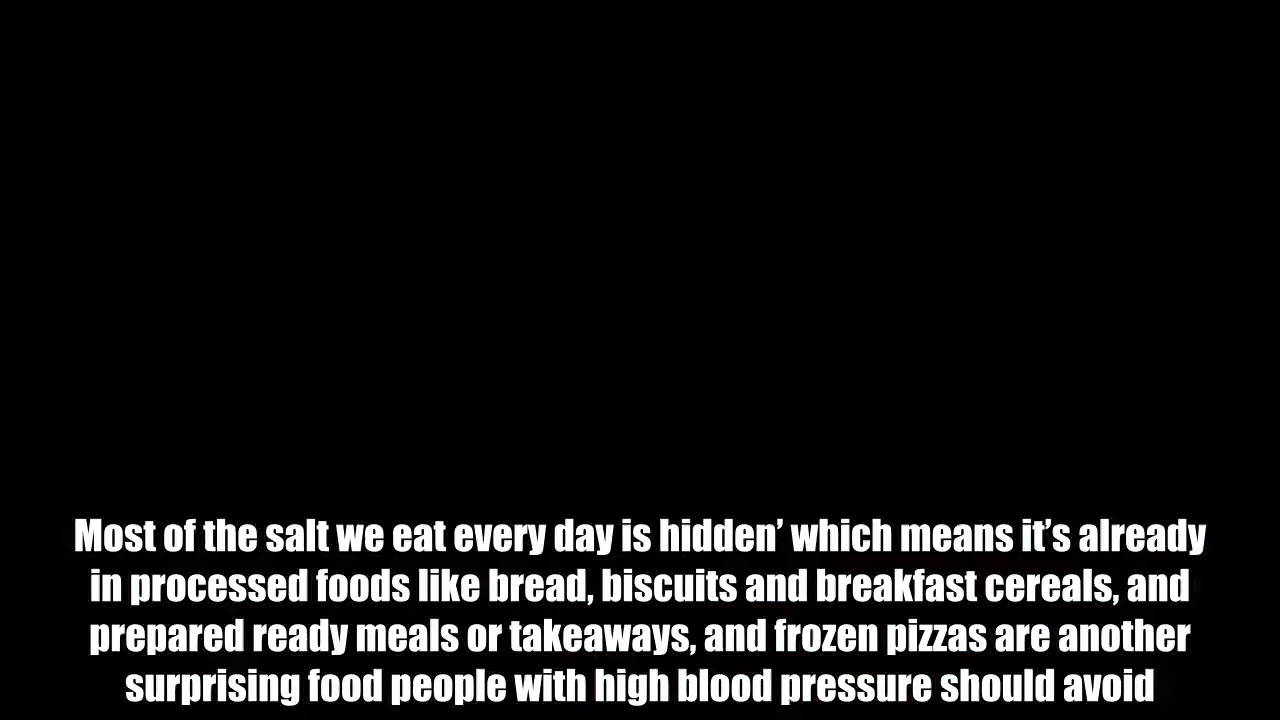 Most of the salt we eat every day is hidden’ which means it’s already
in processed foods like bread, biscuits and breakfast cereals, and
prepared ready meals or takeaways, and frozen pizzas are another
surprising food people with high blood pressure should avoid